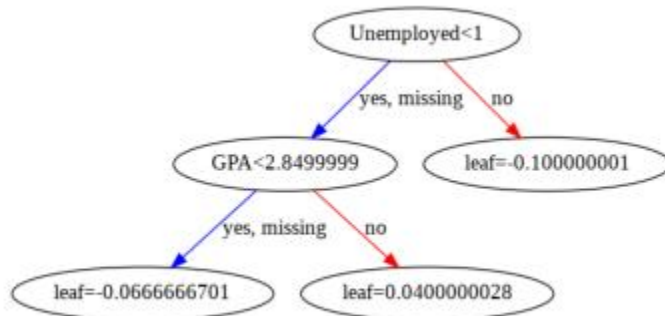 Unemployed<1
yes, missing
no
GPA<2.8499999
leaf=-0.100000001
yes, missing
no
leaf=-0.0666666701
leaf=0.0400000028